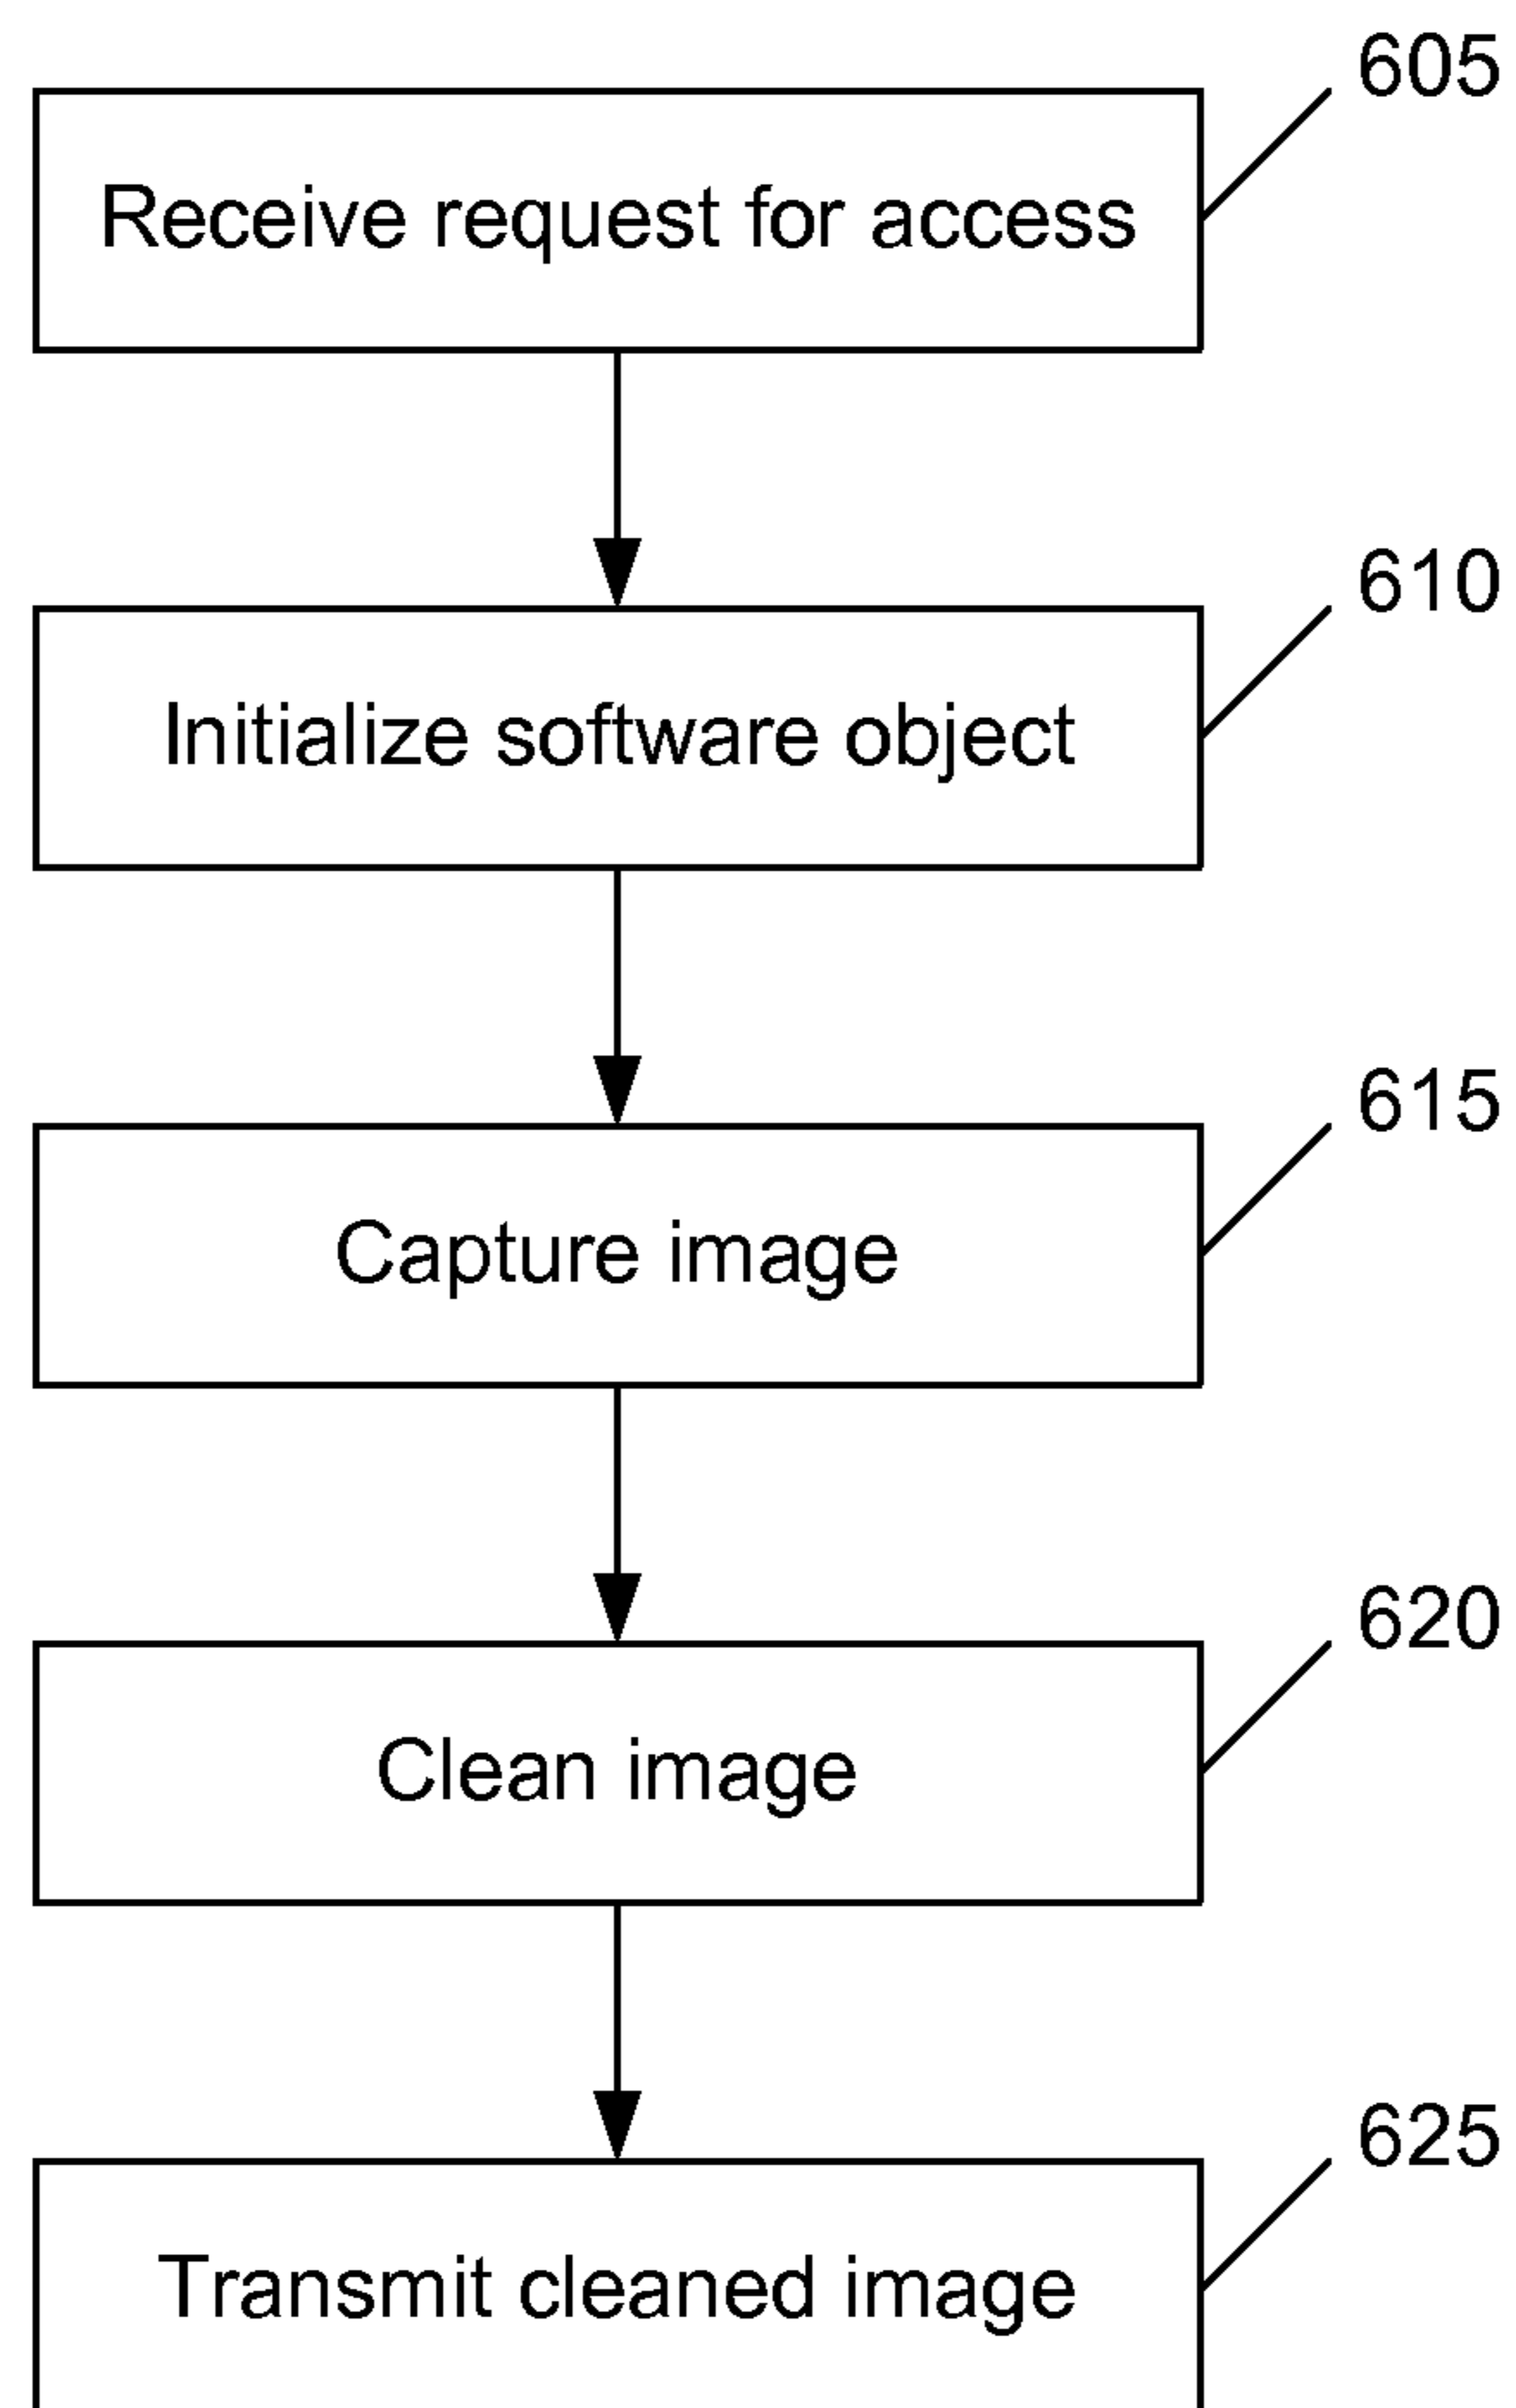 605
Receive request for access
610
Initialize software object
615
Capture image
620
Clean image
625
Transmit cleaned image